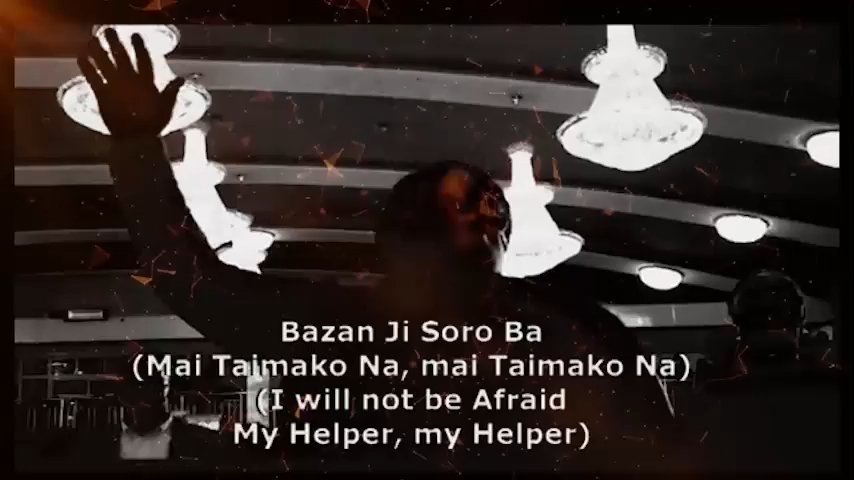 Bazan Ji Soro Ba
(Mai Taimako Na, mai Taimako Na)
(I will not be Afraid
My Helper, my Helper)